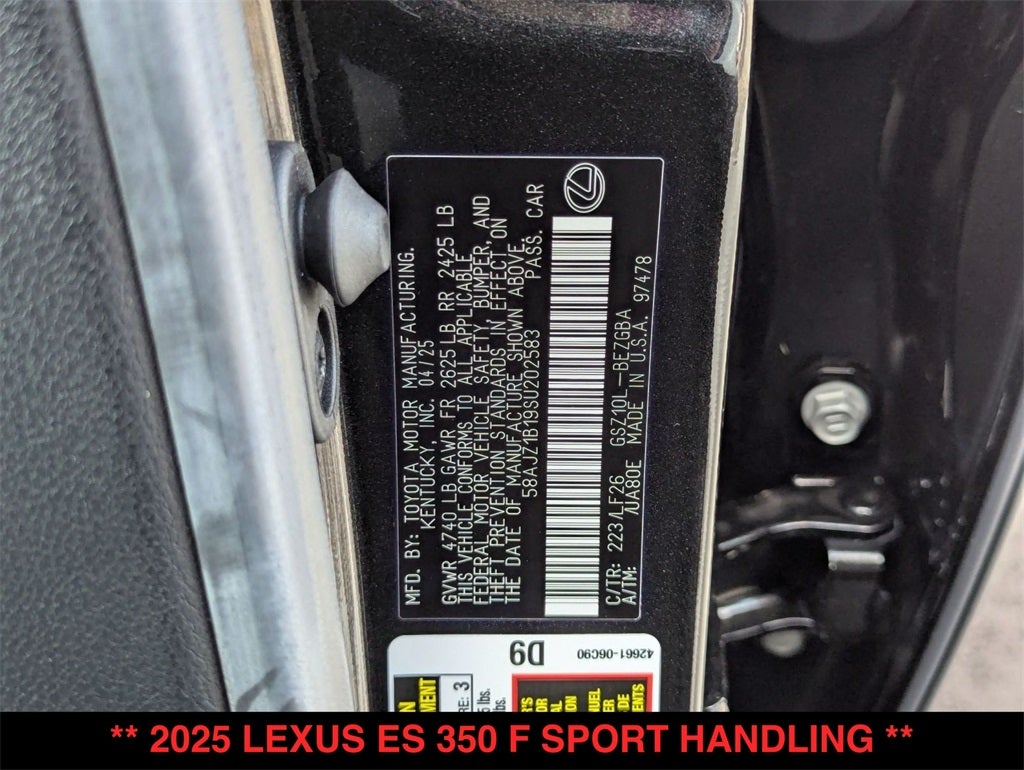 MFD. BY: TOYOTA MOTOR MANUFACTURING.
KENTUCKY, INC. 04/25
GVWR 4740 LB GAWR FR 2625 LB RR 2425 LB
THIS VEHICLE CONFORMS TO ALL APPLICABLE
FEDERAL MOTOR VEHICLE SAFETY, BUMPER, AND
THEFT PREVENTION STANDARDS IN EFFECT ON
THE DATE OF MANUFACTURE SHOWN ABOVE.
58AJZ1B19SU202583 PASS. CAR
C/TR: 223/LF26 GSZ10L-BEZGBA
A/TM: /UA80E MADE IN U.S.A. 97478
D9
42661-06C90
3
lbs.
lbs.
** 2025 LEXUS ES 350 F SPORT HANDLING **